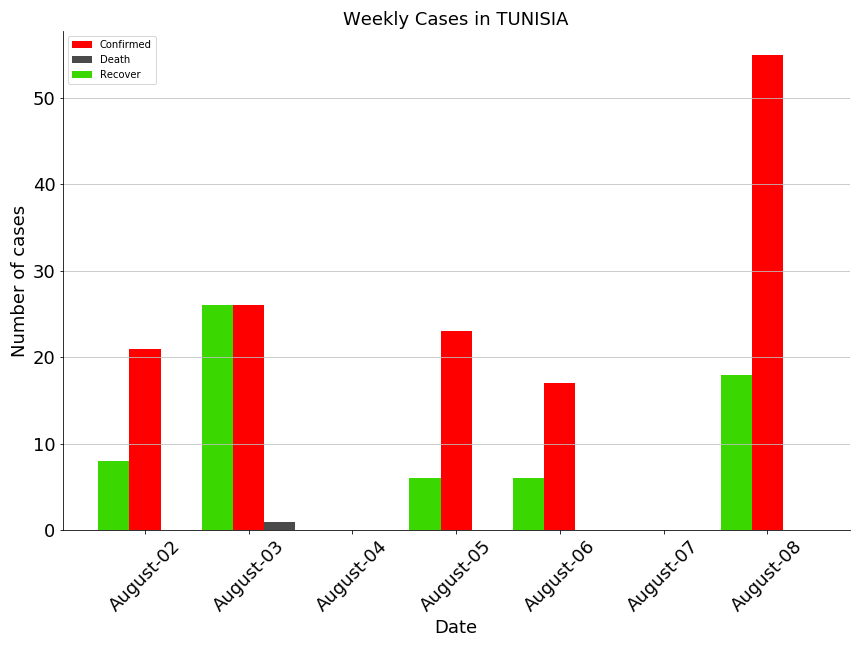 Weekly Cases in TUNISIA
Confirmed
Death
Recover
Number of cases
50
40
30
20
10
0
August-02
August-03
August-04
August-05
August-06
August-07
August-08
Date